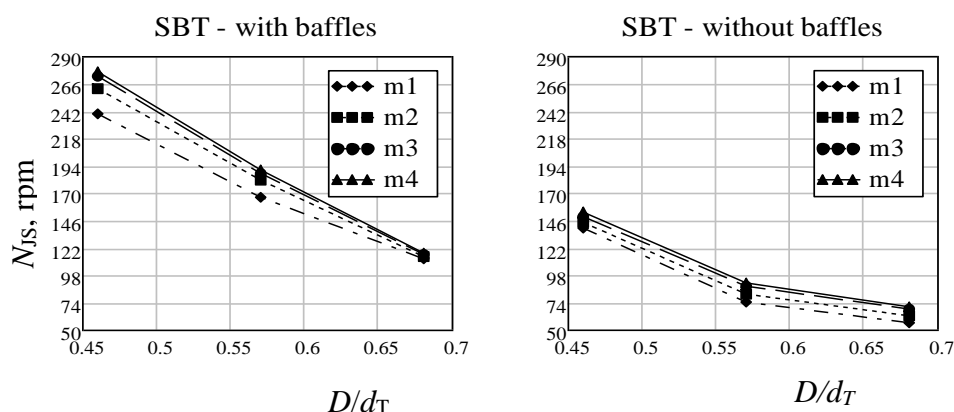 SBT - with baffles
290
266
242
218
194
170
146
122
98
74
50
0.45 0.5 0.55 0.6 0.65 0.7
N_JS, rpm
D/d_T
m1
m2
m3
m4
SBT - without baffles
290
266
242
218
194
170
146
122
98
74
50
0.45 0.5 0.55 0.6 0.65 0.7
D/d_T
m1
m2
m3
m4